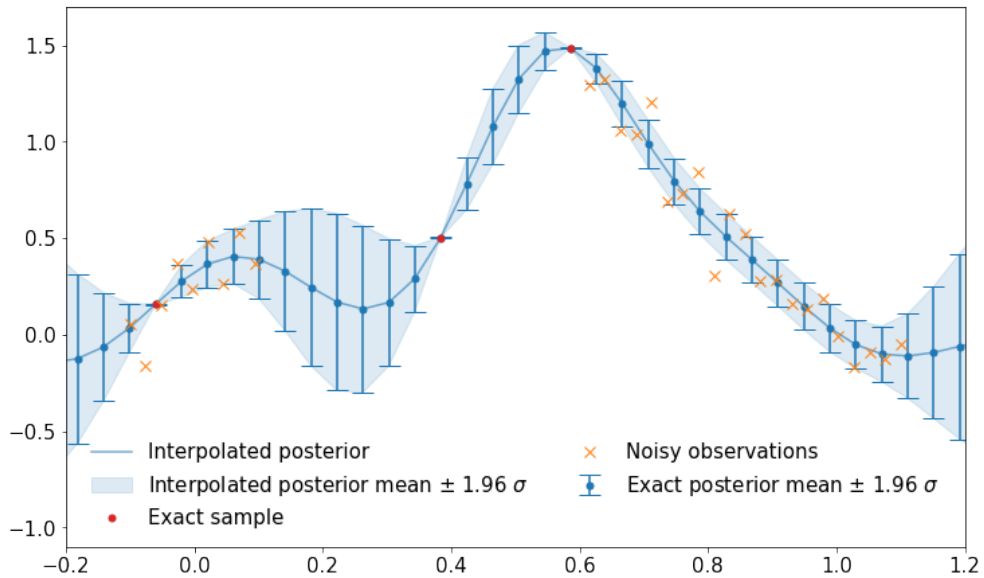 1.5
1.0
0.5
0.0
−0.5
−1.0
Interpolated posterior
Noisy observations
Interpolated posterior mean ± 1.96 σ
Exact posterior mean ± 1.96 σ
Exact sample
−0.2 0.0 0.2 0.4 0.6 0.8 1.0 1.2